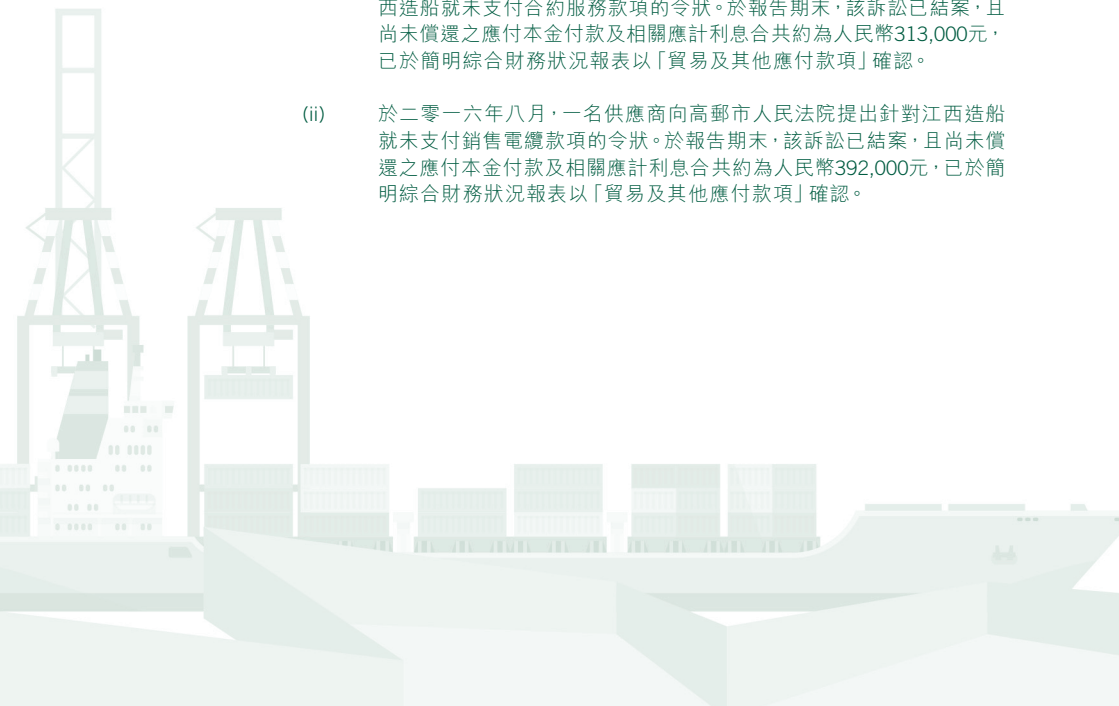 西造船就未支付合約服務款項的令狀。於報告期末，該訴訟已結案，且
尚未償還之應付本金付款及相關應計利息合共約為人民幣313,000元，
已於簡明綜合財務狀況報表以「貿易及其他應付款項」確認。
(ii) 於二零一六年八月，一名供應商向高郵市人民法院提出針對江西造船
就未支付銷售電纜款項的令狀。於報告期末，該訴訟已結案，且尚未償
還之應付本金付款及相關應計利息合共約為人民幣392,000元，已於簡
明綜合財務狀況報表以「貿易及其他應付款項」確認。